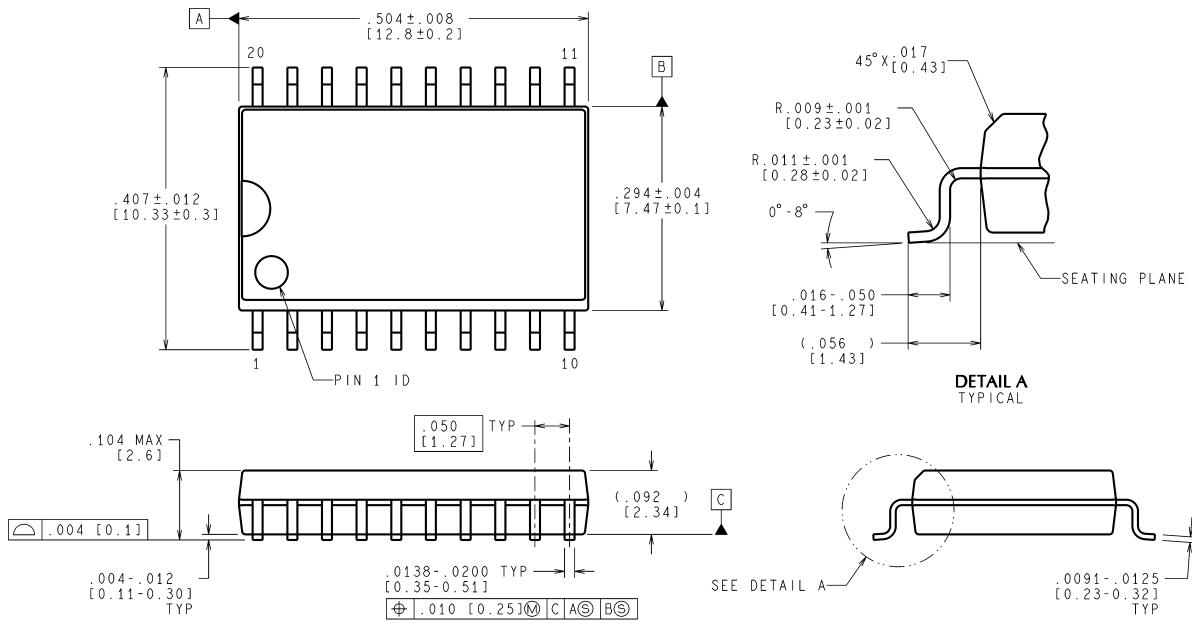 A
.504±.008
[12.8±0.2]
20
11
B
.407±.012
[10.33±0.3]
.294±.004
[7.47±0.1]
1
10
PIN 1 ID
45° X .017
[0.43]
R.009±.001
[0.23±0.02]
R.011±.001
[0.28±0.02]
0°-8°
SEATING PLANE
.016-.050
[0.41-1.27]
(.056 )
[1.43]
DETAIL A
TYPICAL
.104 MAX
[2.6]
.050
[1.27]
TYP
(.092 )
[2.34]
C
.004 [0.1]
.004-.012
[0.11-0.30]
TYP
.0138-.0200 TYP
[0.35-0.51]
⌖ .010 [0.25]Ⓜ C AⓈ BⓈ
SEE DETAIL A
.0091-.0125
[0.23-0.32]
TYP